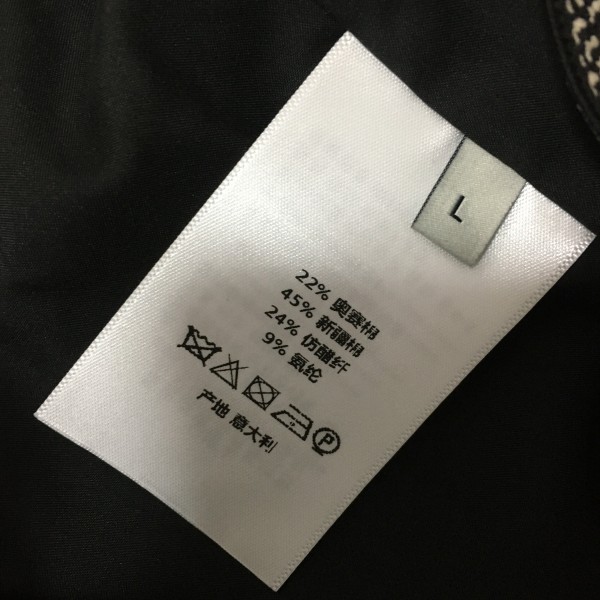 L
22% 奥赛棉
45% 新疆棉
24% 仿醋纤
9% 氨纶
P
产地 意大利